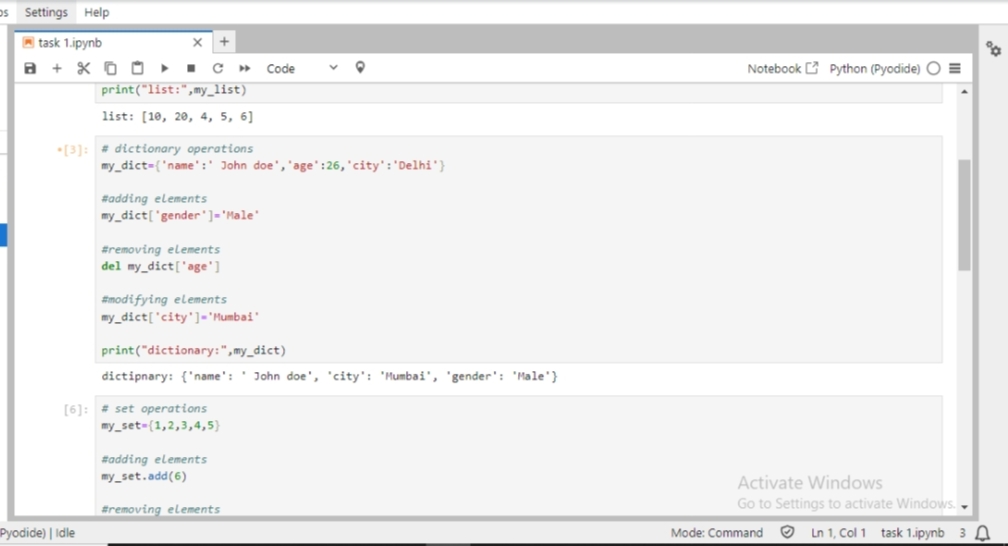 Settings Help
task 1.ipynb
Code
Notebook Python (Pyodide)
print("list:",my_list)
list: [10, 20, 4, 5, 6]
[3]:
# dictionary operations
my_dict={'name':' John doe','age':26,'city':'Delhi'}
#adding elements
my_dict['gender']='Male'
#removing elements
del my_dict['age']
#modifying elements
my_dict['city']='Mumbai'
print("dictionary:",my_dict)
dictipnary: {'name': ' John doe', 'city': 'Mumbai', 'gender': 'Male'}
[6]:
# set operations
my_set={1,2,3,4,5}
#adding elements
my_set.add(6)
#removing elements
Activate Windows
Go to Settings to activate Windows.
Pyodide) | Idle
Mode: Command Ln 1, Col 1 task 1.ipynb 3